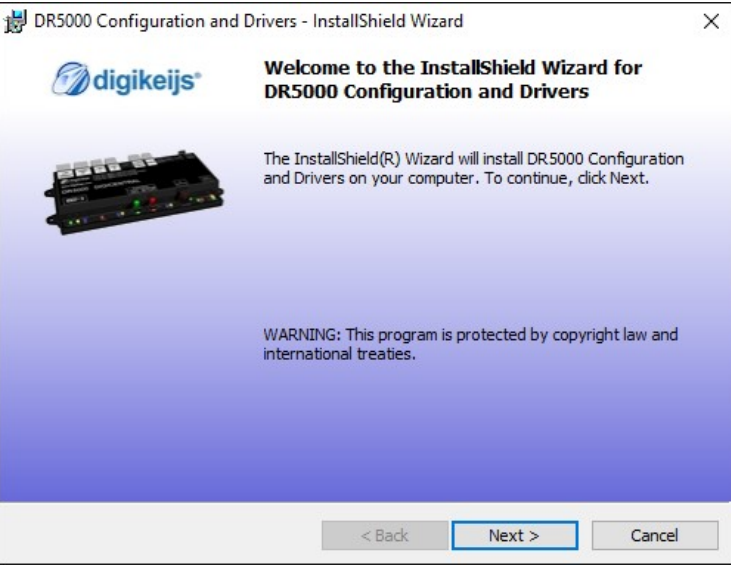 DR5000 Configuration and Drivers - InstallShield Wizard
digikeijs®
Welcome to the InstallShield Wizard for
DR5000 Configuration and Drivers
The InstallShield(R) Wizard will install DR5000 Configuration
and Drivers on your computer. To continue, click Next.
DR5000 DIGICENTRAL
WARNING: This program is protected by copyright law and
international treaties.
< Back
Next >
Cancel